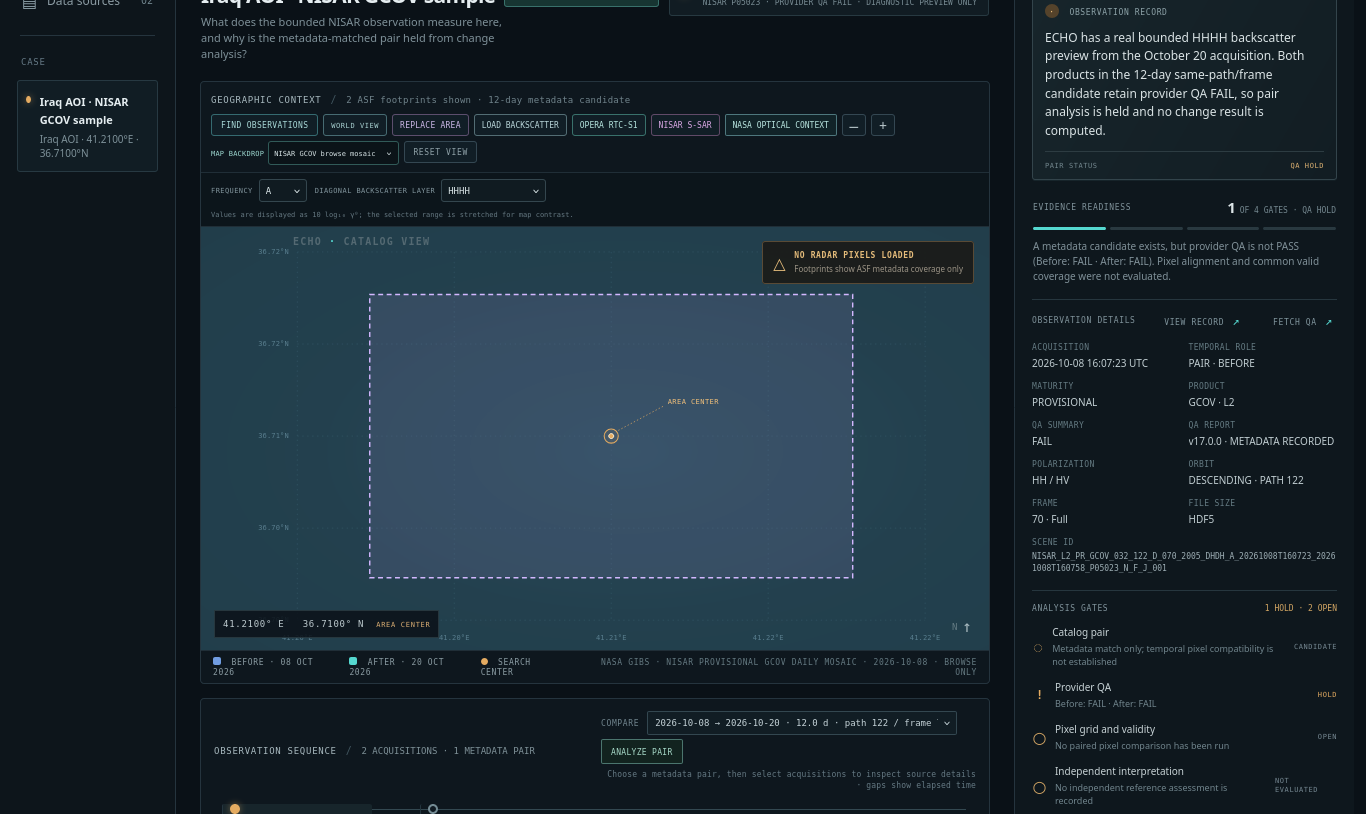 Data sources 02
CASE
Iraq AOI · NISAR
GCOV sample
Iraq AOI · 41.2100°E ·
36.7100°N
Iraq AOI · NISAR GCOV sample
What does the bounded NISAR observation measure here,
and why is the metadata-matched pair held from change
analysis?
NISAR P05023 · PROVIDER QA FAIL · DIAGNOSTIC PREVIEW ONLY
GEOGRAPHIC CONTEXT / 2 ASF footprints shown · 12-day metadata candidate
FIND OBSERVATIONS WORLD VIEW REPLACE AREA LOAD BACKSCATTER OPERA RTC-S1 NISAR S-SAR NASA OPTICAL CONTEXT — +
MAP BACKDROP NISAR GCOV browse mosaic RESET VIEW
FREQUENCY A DIAGONAL BACKSCATTER LAYER HHHH
Values are displayed as 10 log₁₀ γ⁰; the selected range is stretched for map contrast.
ECHO · CATALOG VIEW
36.72°N
NO RADAR PIXELS LOADED
Footprints show ASF metadata coverage only
36.72°N
AREA CENTER
36.71°N
36.70°N
41.2100° E 36.7100° N AREA CENTER
N ↑
41.20°E 41.20°E 41.21°E 41.22°E 41.22°E
BEFORE · 08 OCT
2026
AFTER · 20 OCT
2026
SEARCH
CENTER
NASA GIBS · NISAR PROVISIONAL GCOV DAILY MOSAIC · 2026-10-08 · BROWSE
ONLY
OBSERVATION SEQUENCE / 2 ACQUISITIONS · 1 METADATA PAIR
COMPARE 2026-10-08 → 2026-10-20 · 12.0 d · path 122 / frame
ANALYZE PAIR
Choose a metadata pair, then select acquisitions to inspect source details
· gaps show elapsed time
OBSERVATION RECORD
ECHO has a real bounded HHHH backscatter
preview from the October 20 acquisition. Both
products in the 12-day same-path/frame
candidate retain provider QA FAIL, so pair
analysis is held and no change result is
computed.
PAIR STATUS QA HOLD
EVIDENCE READINESS 1 OF 4 GATES · QA HOLD
A metadata candidate exists, but provider QA is not PASS
(Before: FAIL · After: FAIL). Pixel alignment and common valid
coverage were not evaluated.
OBSERVATION DETAILS VIEW RECORD ↗ FETCH QA ↗
ACQUISITION TEMPORAL ROLE
2026-10-08 16:07:23 UTC PAIR · BEFORE
MATURITY PRODUCT
PROVISIONAL GCOV · L2
QA SUMMARY QA REPORT
FAIL v17.0.0 · METADATA RECORDED
POLARIZATION ORBIT
HH / HV DESCENDING · PATH 122
FRAME FILE SIZE
70 · Full HDF5
SCENE ID
NISAR_L2_PR_GCOV_032_122_D_070_2005_DHDH_A_20261008T160723_2026
1008T160758_P05023_N_F_J_001
ANALYSIS GATES 1 HOLD · 2 OPEN
Catalog pair
Metadata match only; temporal pixel compatibility is
not established
CANDIDATE
! Provider QA
Before: FAIL · After: FAIL
HOLD
Pixel grid and validity
No paired pixel comparison has been run
OPEN
Independent interpretation
No independent reference assessment is
recorded
NOT
EVALUATED